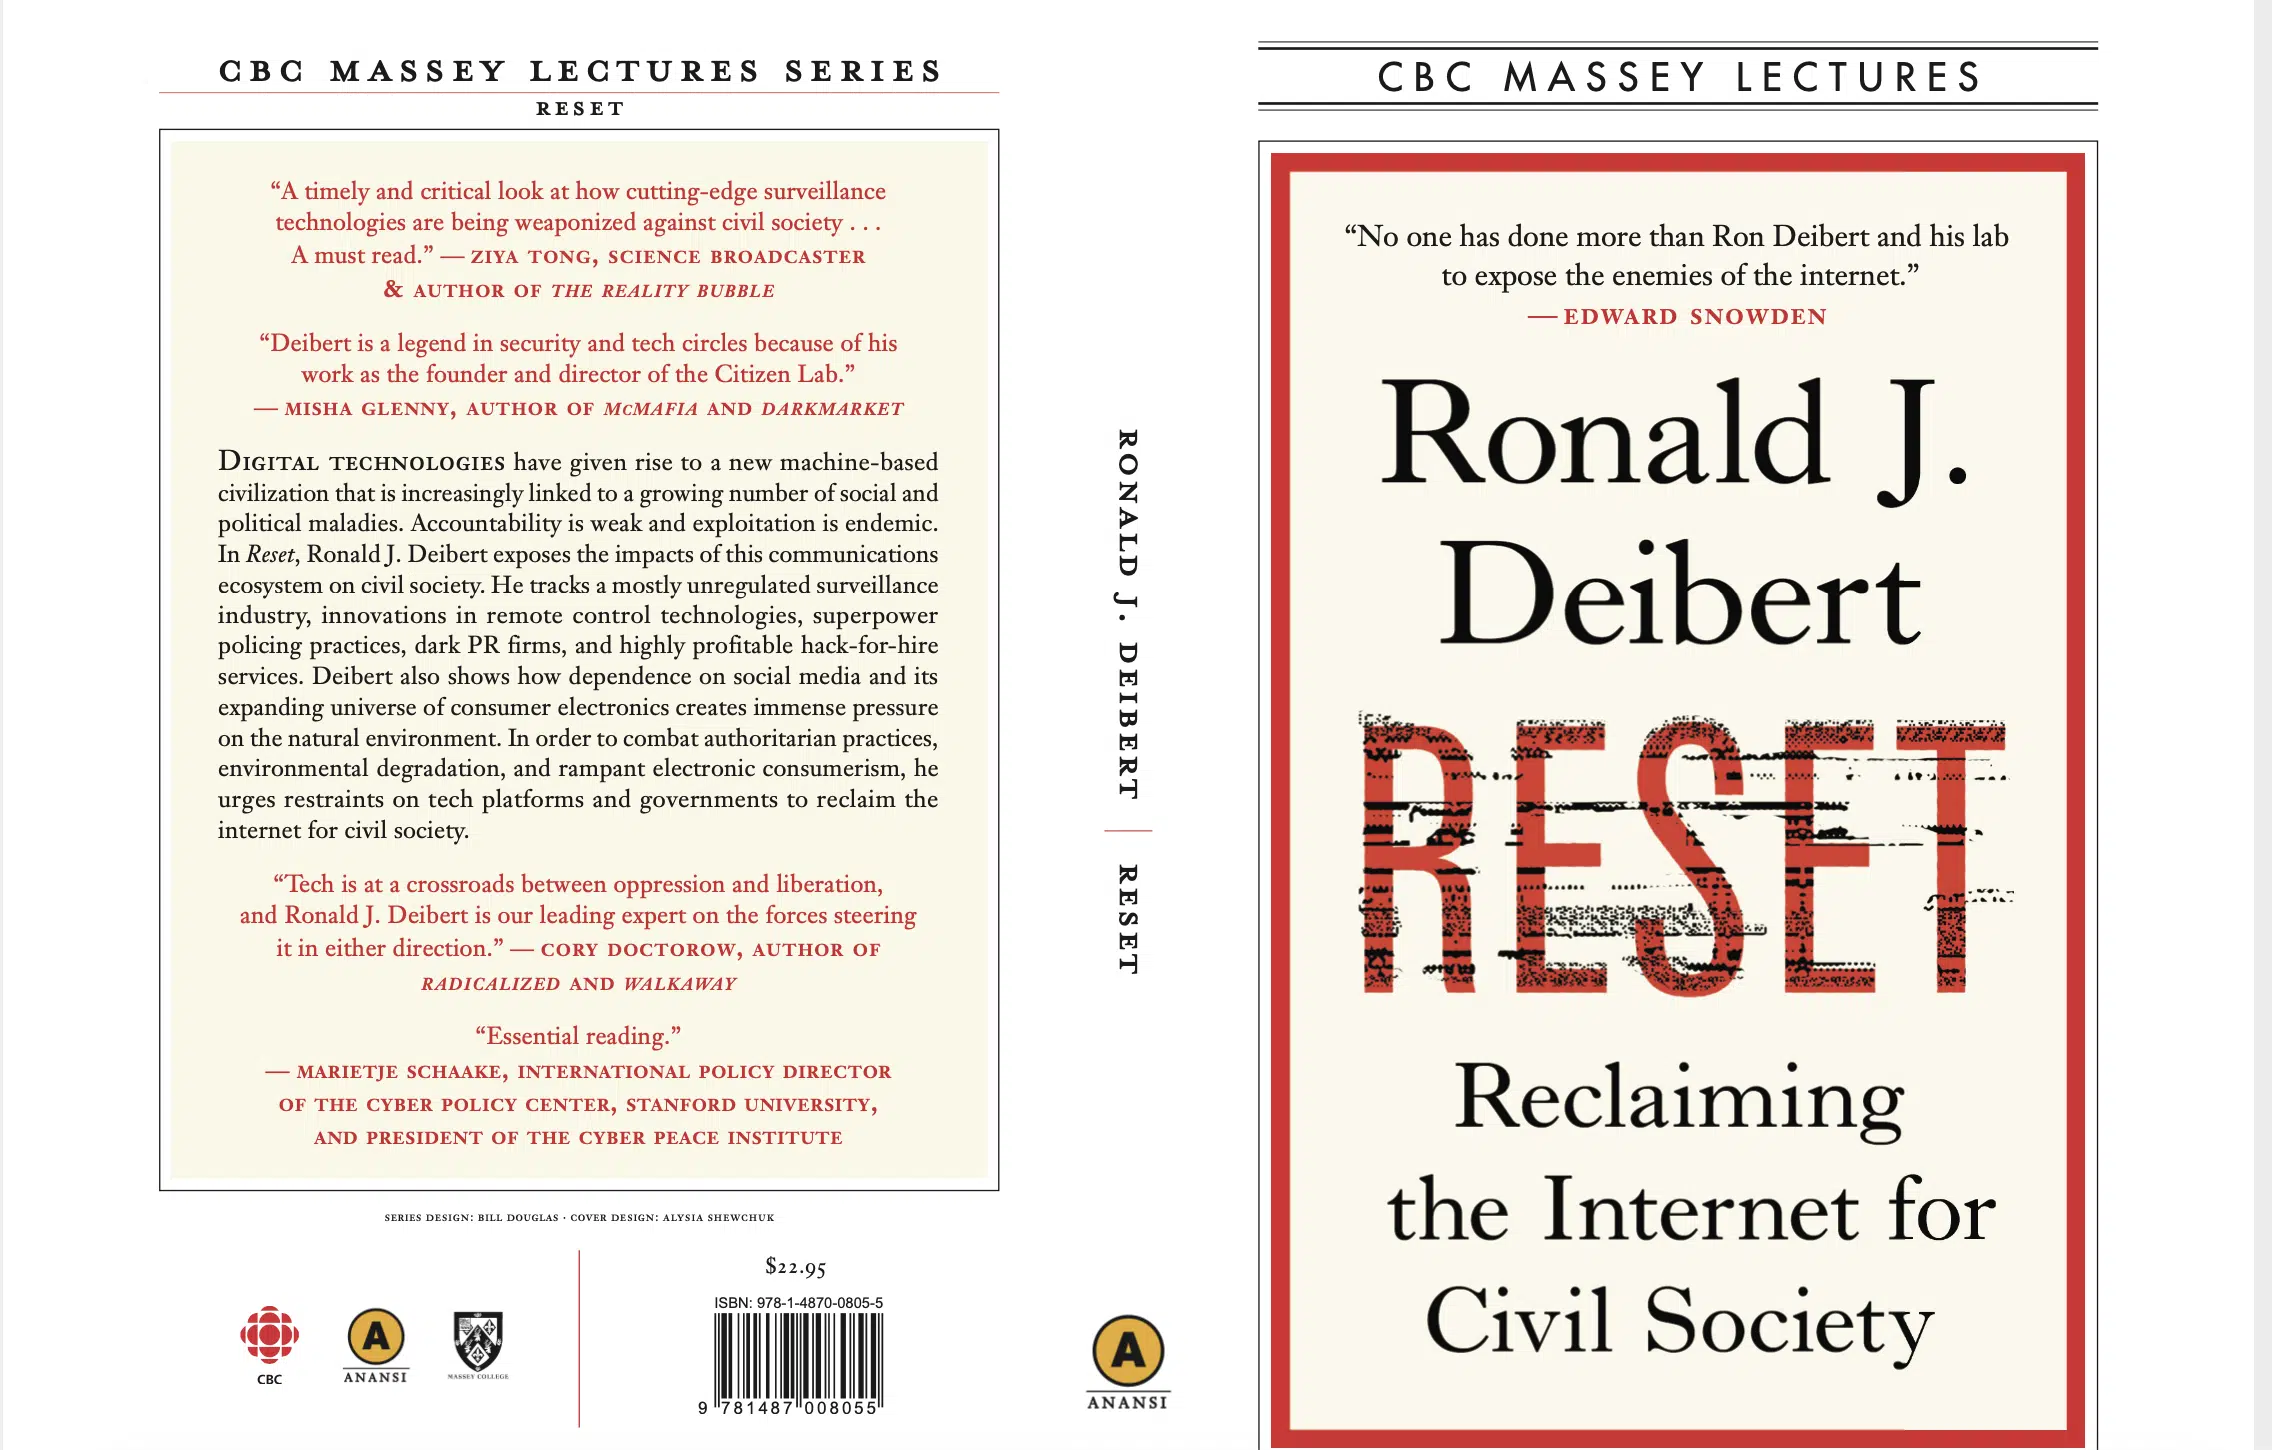 CBC MASSEY LECTURES SERIES
RESET
“A timely and critical look at how cutting-edge surveillance
technologies are being weaponized against civil society . . .
A must read.” — ZIYA TONG, SCIENCE BROADCASTER
& AUTHOR OF THE REALITY BUBBLE
“Deibert is a legend in security and tech circles because of his
work as the founder and director of the Citizen Lab.”
— MISHA GLENNY, AUTHOR OF McMAFIA AND DARKMARKET
DIGITAL TECHNOLOGIES have given rise to a new machine-based
civilization that is increasingly linked to a growing number of social and
political maladies. Accountability is weak and exploitation is endemic.
In Reset, Ronald J. Deibert exposes the impacts of this communications
ecosystem on civil society. He tracks a mostly unregulated surveillance
industry, innovations in remote control technologies, superpower
policing practices, dark PR firms, and highly profitable hack-for-hire
services. Deibert also shows how dependence on social media and its
expanding universe of consumer electronics creates immense pressure
on the natural environment. In order to combat authoritarian practices,
environmental degradation, and rampant electronic consumerism, he
urges restraints on tech platforms and governments to reclaim the
internet for civil society.
“Tech is at a crossroads between oppression and liberation,
and Ronald J. Deibert is our leading expert on the forces steering
it in either direction.” — CORY DOCTOROW, AUTHOR OF
RADICALIZED AND WALKAWAY
“Essential reading.”
— MARIETJE SCHAAKE, INTERNATIONAL POLICY DIRECTOR
OF THE CYBER POLICY CENTER, STANFORD UNIVERSITY,
AND PRESIDENT OF THE CYBER PEACE INSTITUTE
SERIES DESIGN: BILL DOUGLAS · COVER DESIGN: ALYSIA SHEWCHUK
CBC
A
ANANSI
MASSEY COLLEGE
$22.95
ISBN: 978-1-4870-0805-5
9 781487 008055
RONALD J. DEIBERT | RESET
A
ANANSI
CBC MASSEY LECTURES
“No one has done more than Ron Deibert and his lab
to expose the enemies of the internet.”
— EDWARD SNOWDEN
Ronald J.
Deibert
RESET
Reclaiming
the Internet for
Civil Society